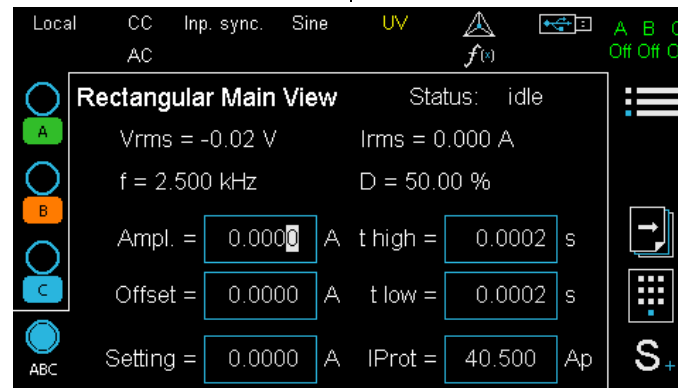 Local CC Inp. sync. Sine UV A B C
AC f(x) Off Off O
Rectangular Main View Status: idle
A
Vrms = -0.02 V Irms = 0.000 A
f = 2.500 kHz D = 50.00 %
B
Ampl. = 0.0000 A t high = 0.0002 s
C
Offset = 0.0000 A t low = 0.0002 s
Setting = 0.0000 A IProt = 40.500 Ap
ABC
S+